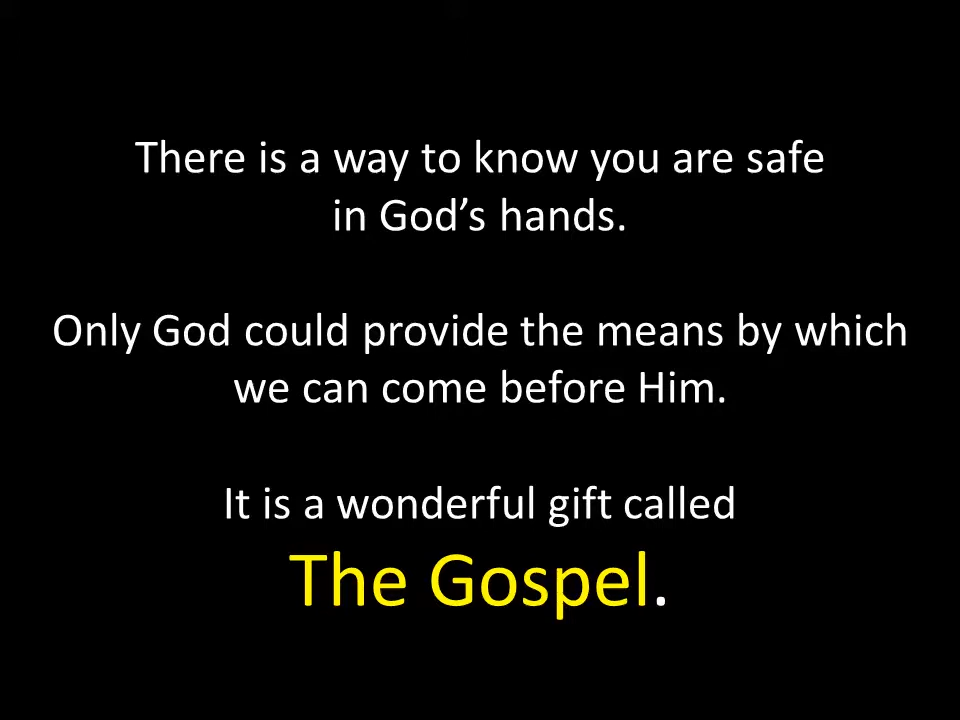 There is a way to know you are safe
in God’s hands.
Only God could provide the means by which
we can come before Him.
It is a wonderful gift called
The Gospel.